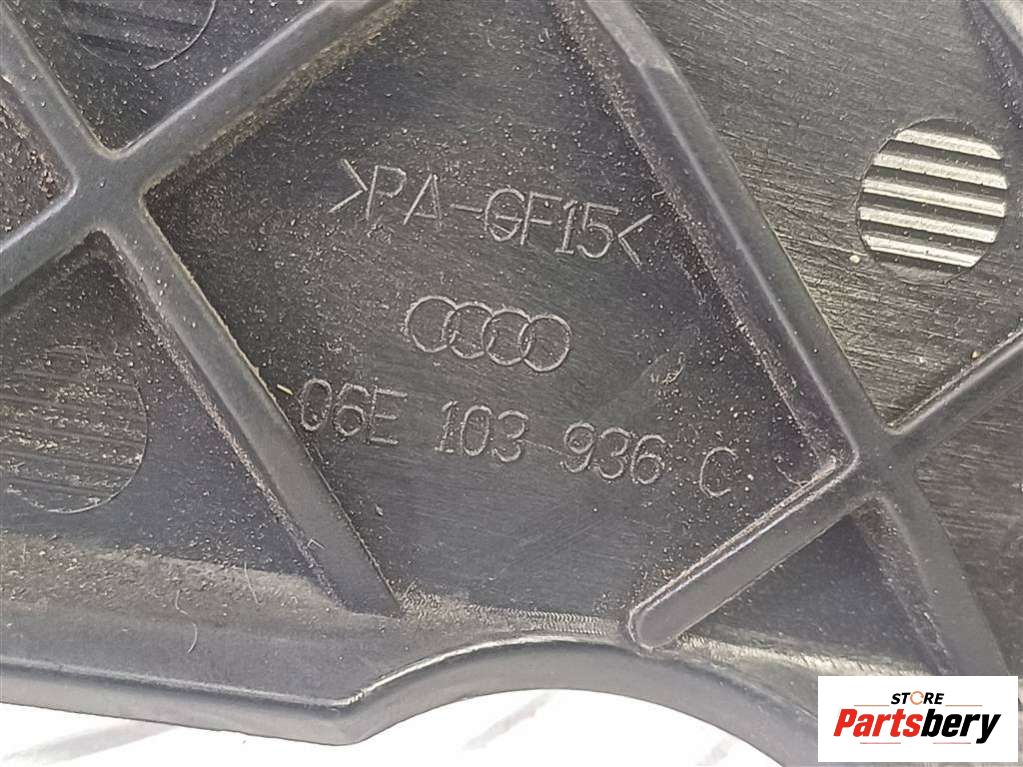 >PA-GF15<
06E 103 936 C
STORE
Partsbery